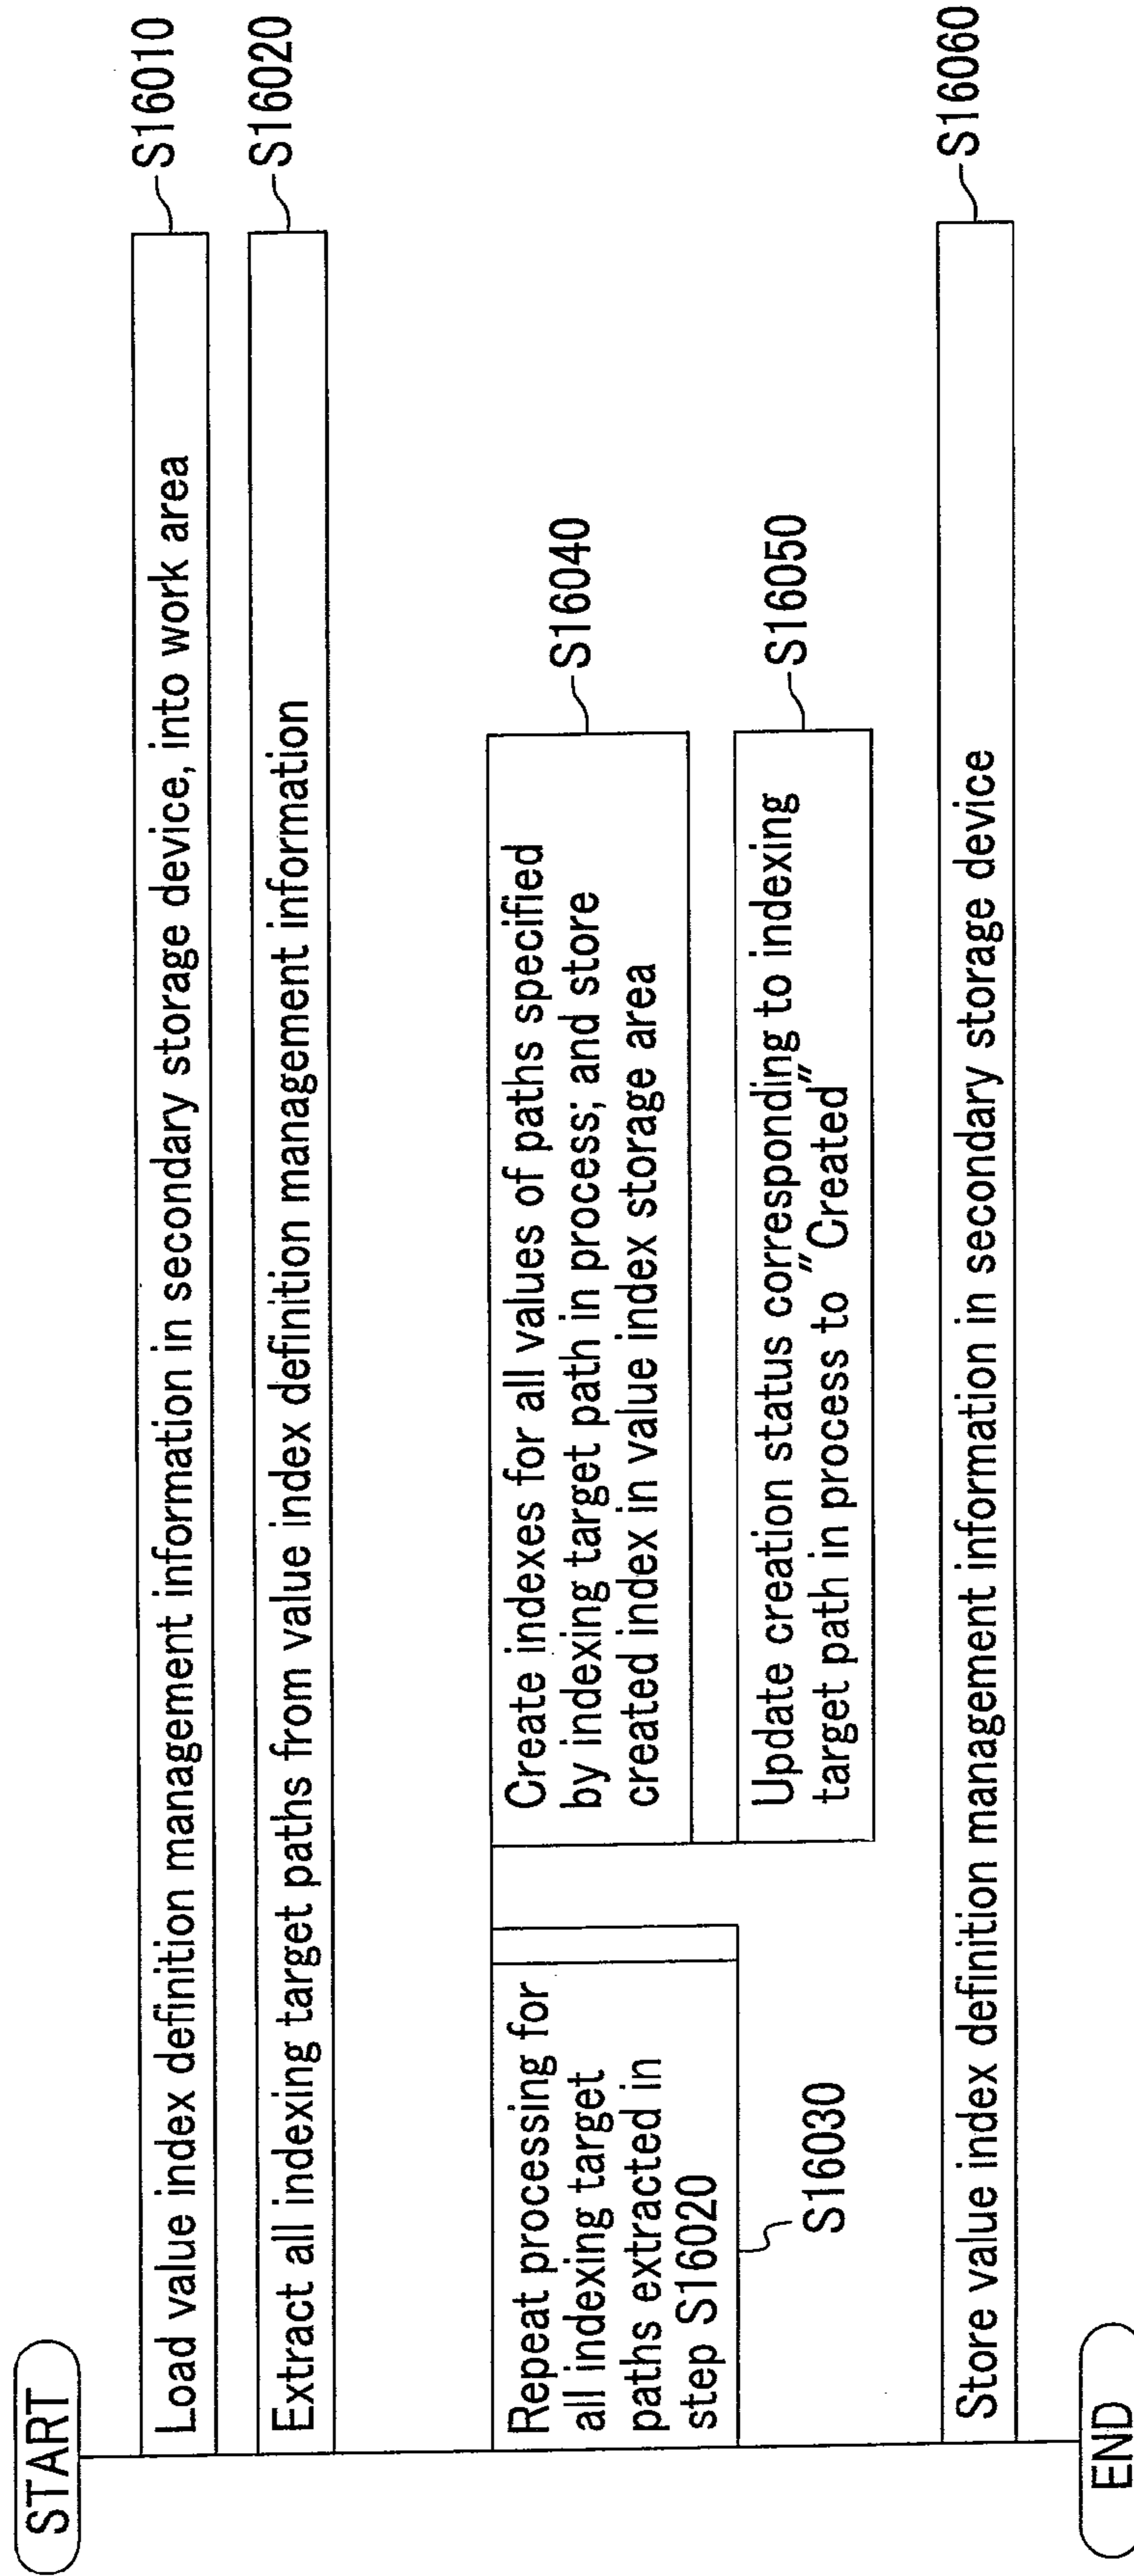 START
Load value index definition management information in secondary storage device, into work area
S16010
Extract all indexing target paths from value index definition management information
S16020
Repeat processing for
all indexing target
paths extracted in
step S16020
S16030
Create indexes for all values of paths specified
by indexing target path in process; and store
created index in value index storage area
S16040
Update creation status corresponding to indexing
target path in process to "Created"
S16050
Store value index definition management information in secondary storage device
S16060
END